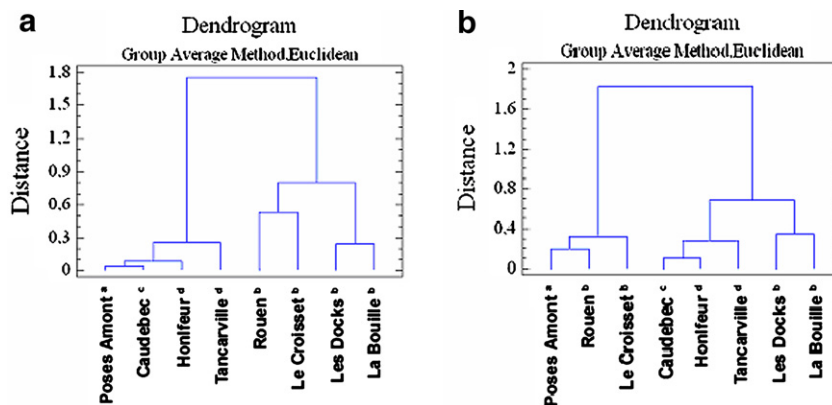 a
Dendrogram
Group Average Method,Euclidean
1.8
1.5
1.2
0.9
0.6
0.3
0
Distance
Poses Amont a
Caudebec c
Honlfeur d
Tancarville d
Rouen b
Le Croisset b
Les Docks b
La Bouille b
b
Dendrogram
Group Average Method,Euclidean
2
1.6
1.2
0.8
0.4
0
Distance
Poses Amont a
Rouen b
Le Croisset b
Caudebec c
Honlfeur d
Tancarville d
Les Docks b
La Bouille b